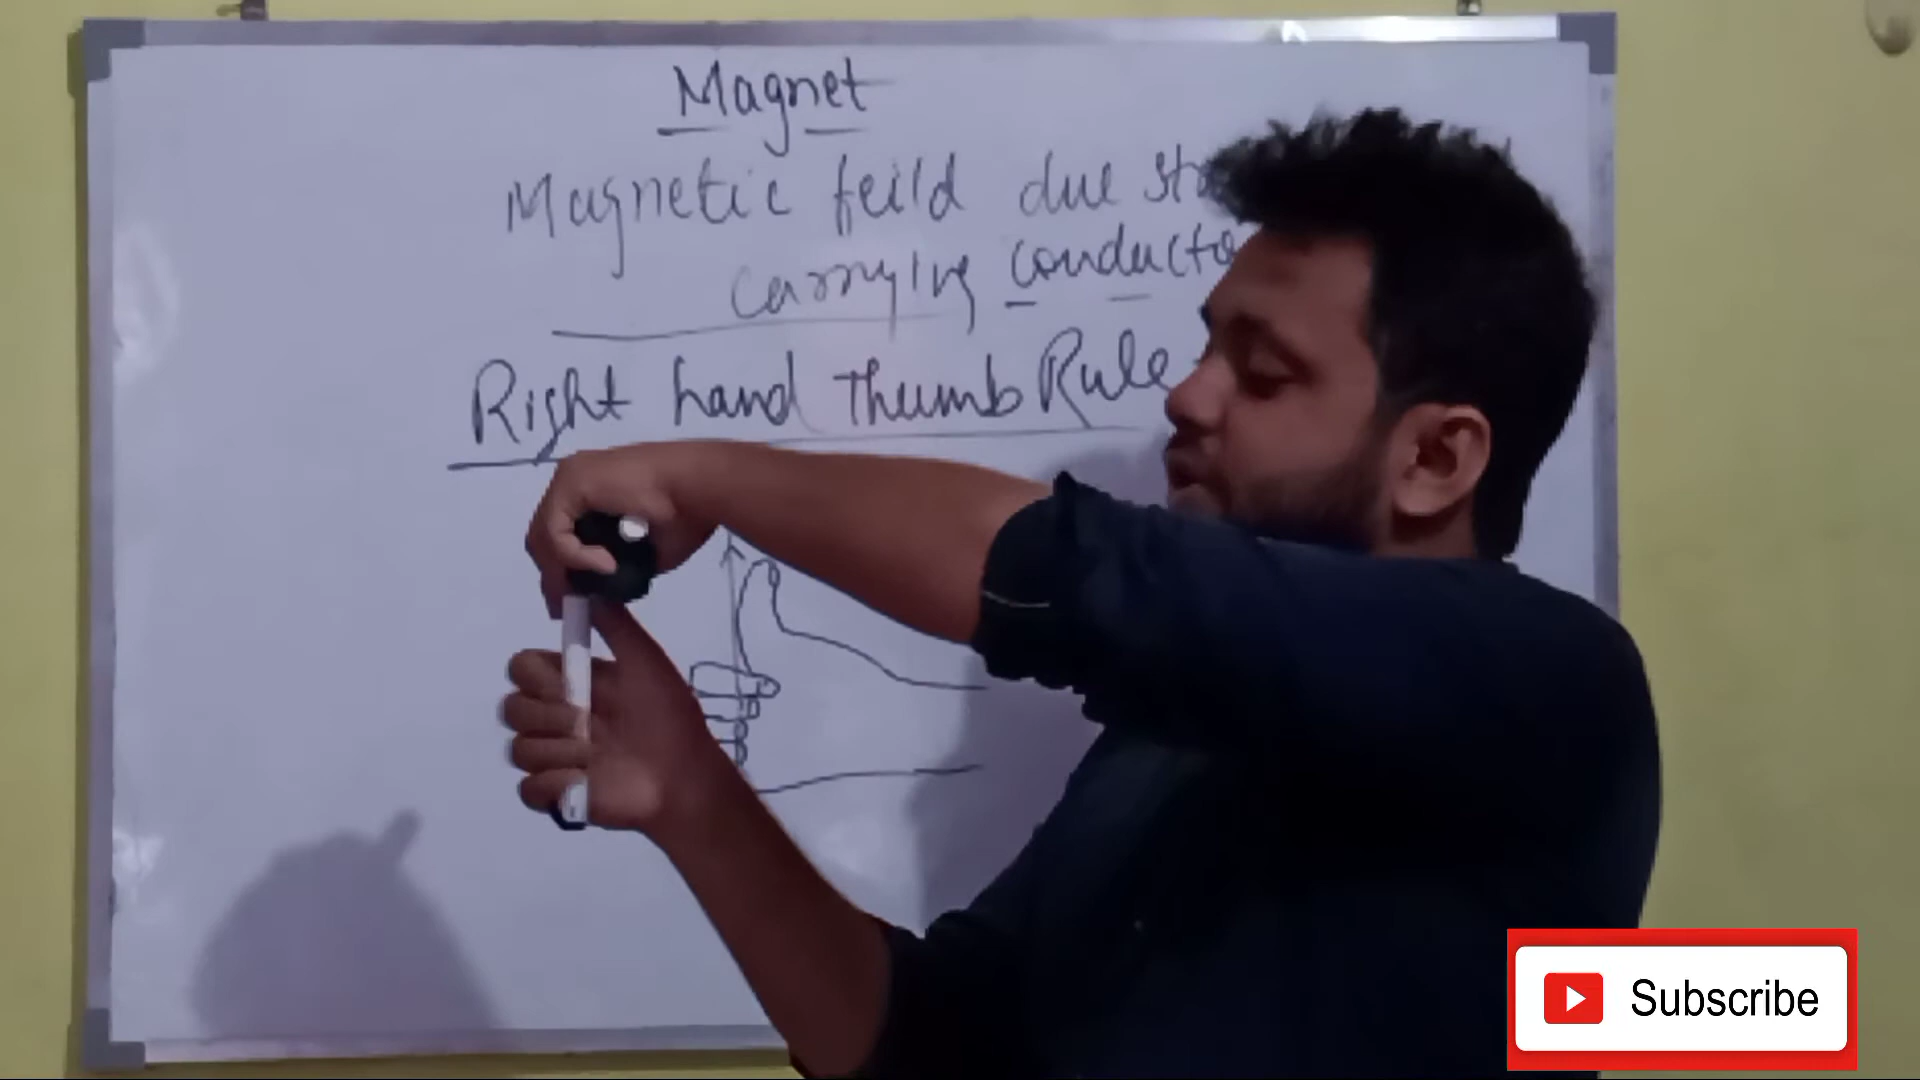 Magnet
Magnetic feild due
carrying conducto
Right hand Thumb Rule
Subscribe